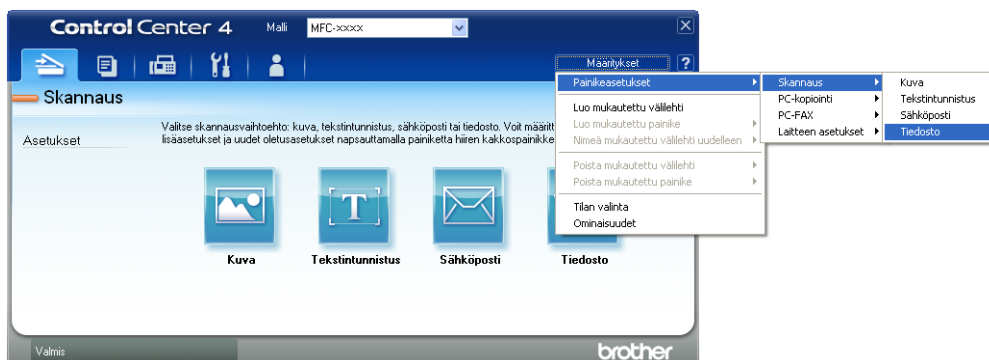 Control Center 4
Malli
MFC-xxxx
Määritykset
?
Skannaus
Asetukset
Valitse skannausvaihtoehto: kuva, tekstintunnistus, sähköposti tai tiedosto. Voit määritt
lisäasetukset ja uudet oletusasetukset napsauttamalla painiketta hiiren kakkospainikke
Kuva
Tekstintunnistus
Sähköposti
Tiedosto
Painikeasetukset
Luo mukautettu välilehti
Luo mukautettu painike
Nimeä mukautettu välilehti uudelleen
Poista mukautettu välilehti
Poista mukautettu painike
Tilan valinta
Ominaisuudet
Skannaus
PC-kopiointi
PC-FAX
Laitteen asetukset
Kuva
Tekstintunnistus
Sähköposti
Tiedosto
Valmis
brother